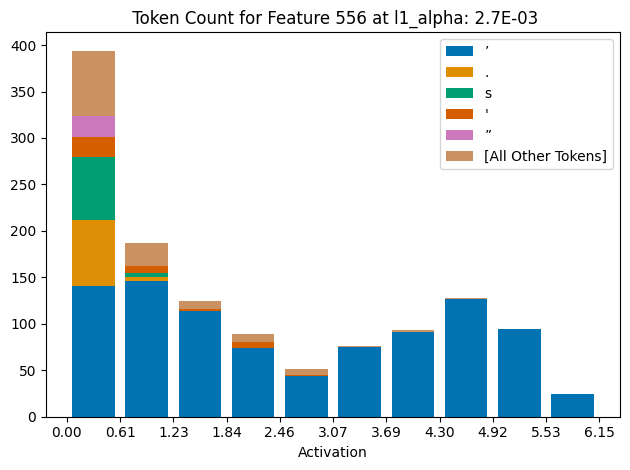 Token Count for Feature 556 at l1_alpha: 2.7E-03
400
350
300
250
200
150
100
50
0
’
.
s
'
”
[All Other Tokens]
0.00 0.61 1.23 1.84 2.46 3.07 3.69 4.30 4.92 5.53 6.15
Activation